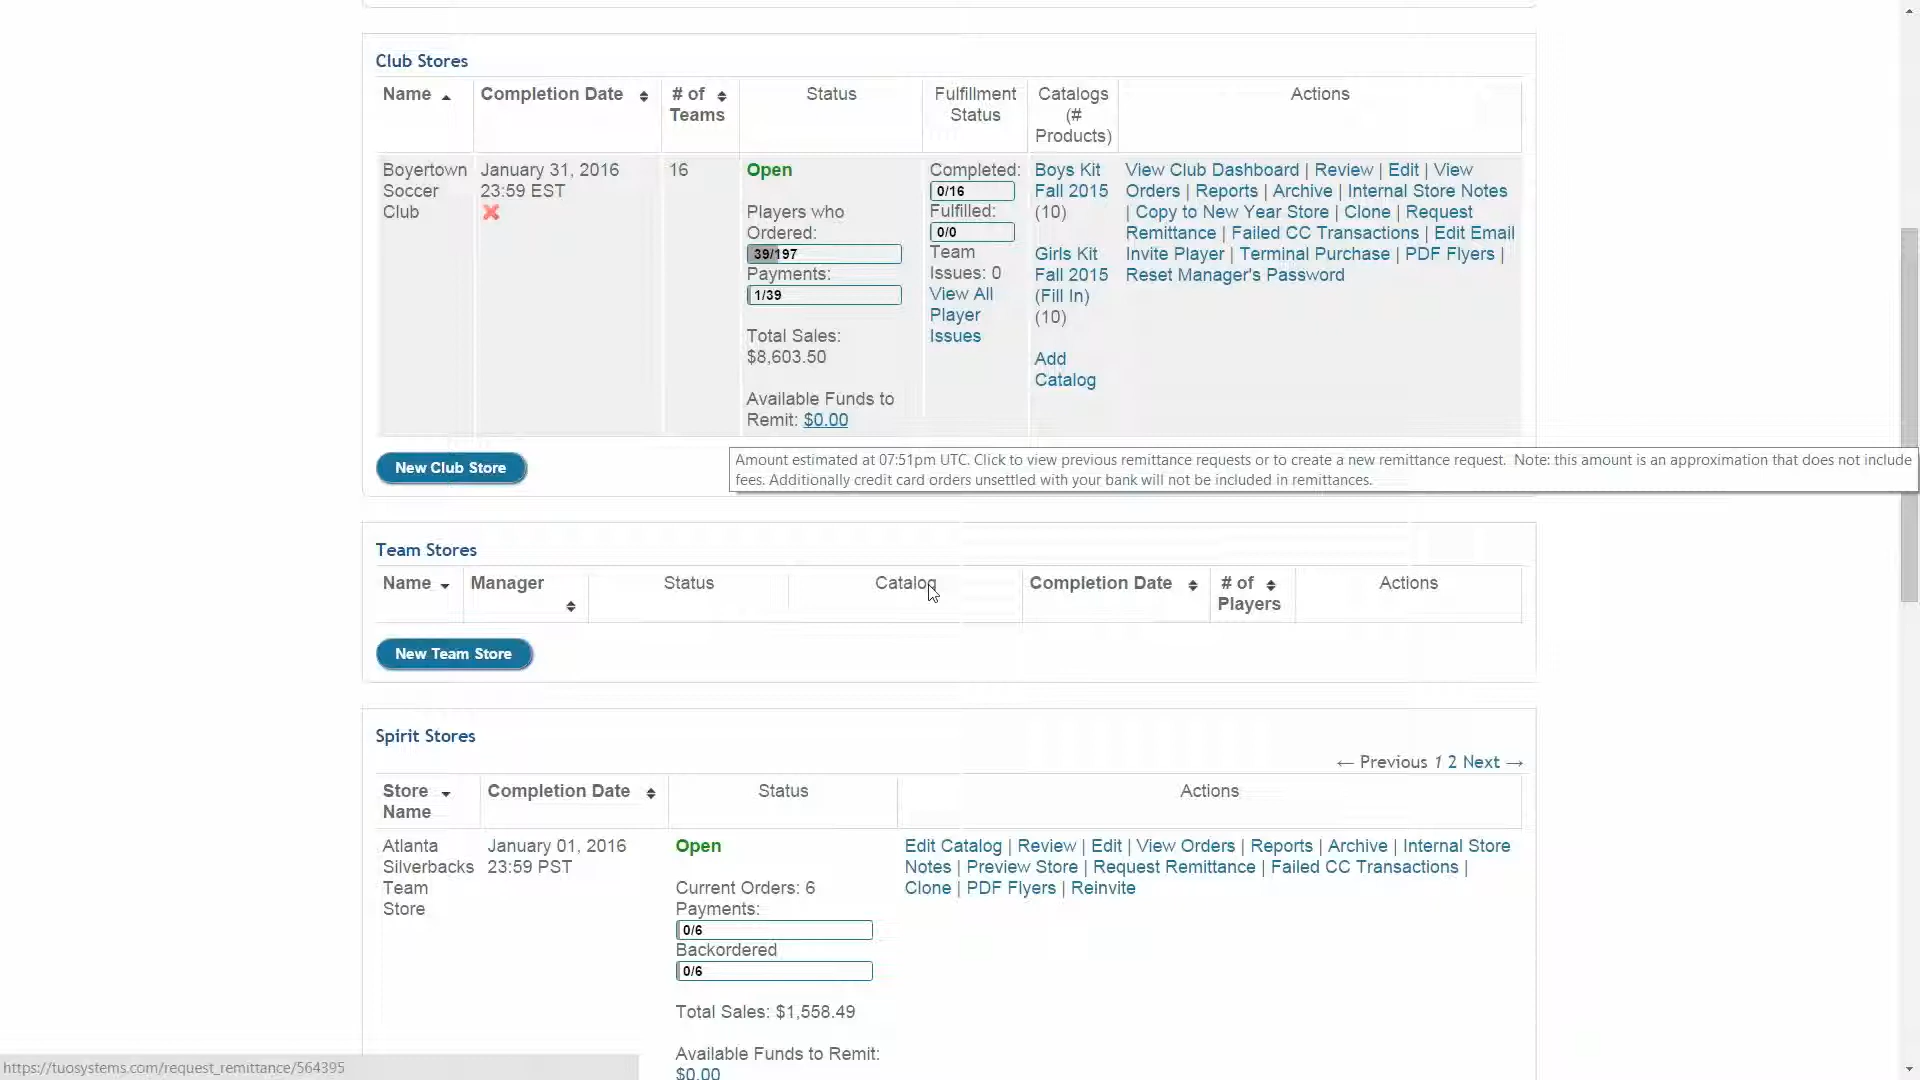 Club Stores
Name
Completion Date
# of Teams
Status
Fulfillment Status
Catalogs (# Products)
Actions
Boyertown
Soccer
Club
January 31, 2016
23:59 EST
16
Open
Players who
Ordered:
39/197
Payments:
1/39
Total Sales:
$8,603.50
Available Funds to
Remit: $0.00
Completed:
0/16
Fulfilled:
0/0
Team
Issues: 0
View All
Player
Issues
Boys Kit
Fall 2015
(10)
Girls Kit
Fall 2015
(Fill In)
(10)
Add
Catalog
View Club Dashboard | Review | Edit | View
Orders | Reports | Archive | Internal Store Notes
| Copy to New Year Store | Clone | Request
Remittance | Failed CC Transactions | Edit Email
Invite Player | Terminal Purchase | PDF Flyers |
Reset Manager's Password
New Club Store
Amount estimated at 07:51pm UTC. Click to view previous remittance requests or to create a new remittance request.  Note: this amount is an approximation that does not include
fees. Additionally credit card orders unsettled with your bank will not be included in remittances.
Team Stores
Name
Manager
Status
Catalog
Completion Date
# of
Players
Actions
New Team Store
Spirit Stores
← Previous 1 2 Next →
Store
Name
Completion Date
Status
Actions
Atlanta
Silverbacks
Team
Store
January 01, 2016
23:59 PST
Open
Current Orders: 6
Payments:
0/6
Backordered
0/6
Total Sales: $1,558.49
Available Funds to Remit:
$0.00
Edit Catalog | Review | Edit | View Orders | Reports | Archive | Internal Store
Notes | Preview Store | Request Remittance | Failed CC Transactions |
Clone | PDF Flyers | Reinvite
https://tuosystems.com/request_remittance/564395